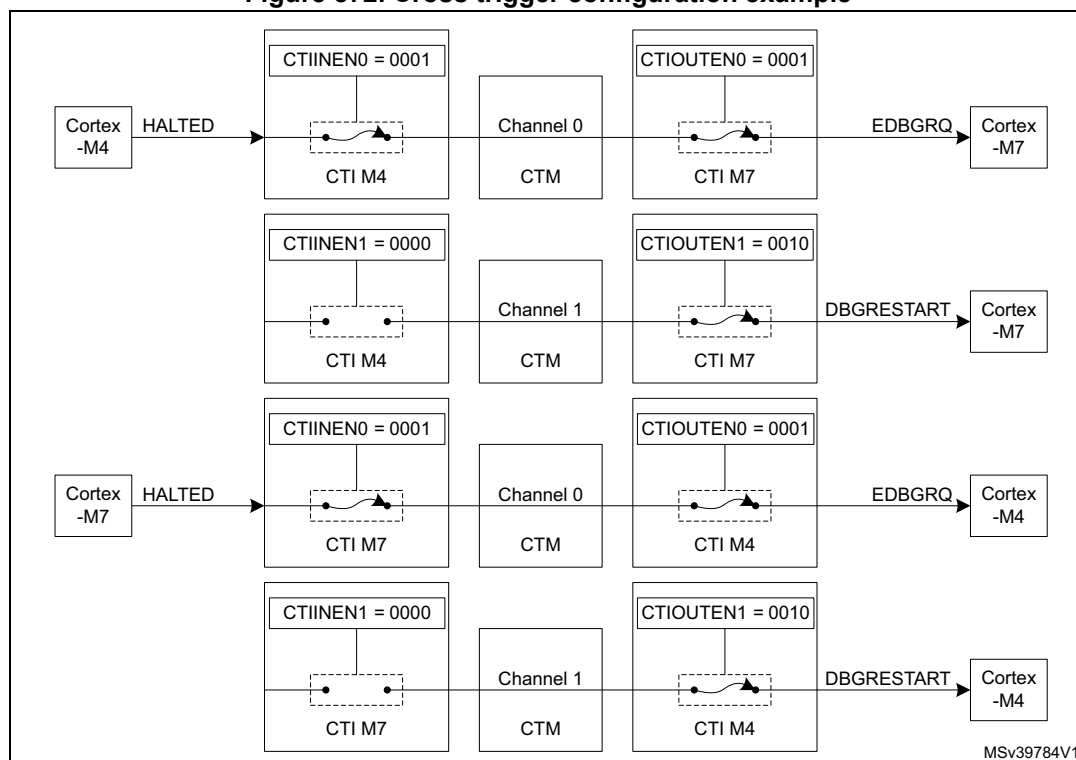 Figure 872. Cross trigger configuration example
CTIINEN0 = 0001
CTIOUTEN0 = 0001
Cortex
-M4
HALTED
Channel 0
EDBGRQ
Cortex
-M7
CTI M4
CTM
CTI M7
CTIINEN1 = 0000
CTIOUTEN1 = 0010
Channel 1
DBGRESTART
Cortex
-M7
CTI M4
CTM
CTI M7
CTIINEN0 = 0001
CTIOUTEN0 = 0001
Cortex
-M7
HALTED
Channel 0
EDBGRQ
Cortex
-M4
CTI M7
CTM
CTI M4
CTIINEN1 = 0000
CTIOUTEN1 = 0010
Channel 1
DBGRESTART
Cortex
-M4
CTI M7
CTM
CTI M4
MSv39784V1